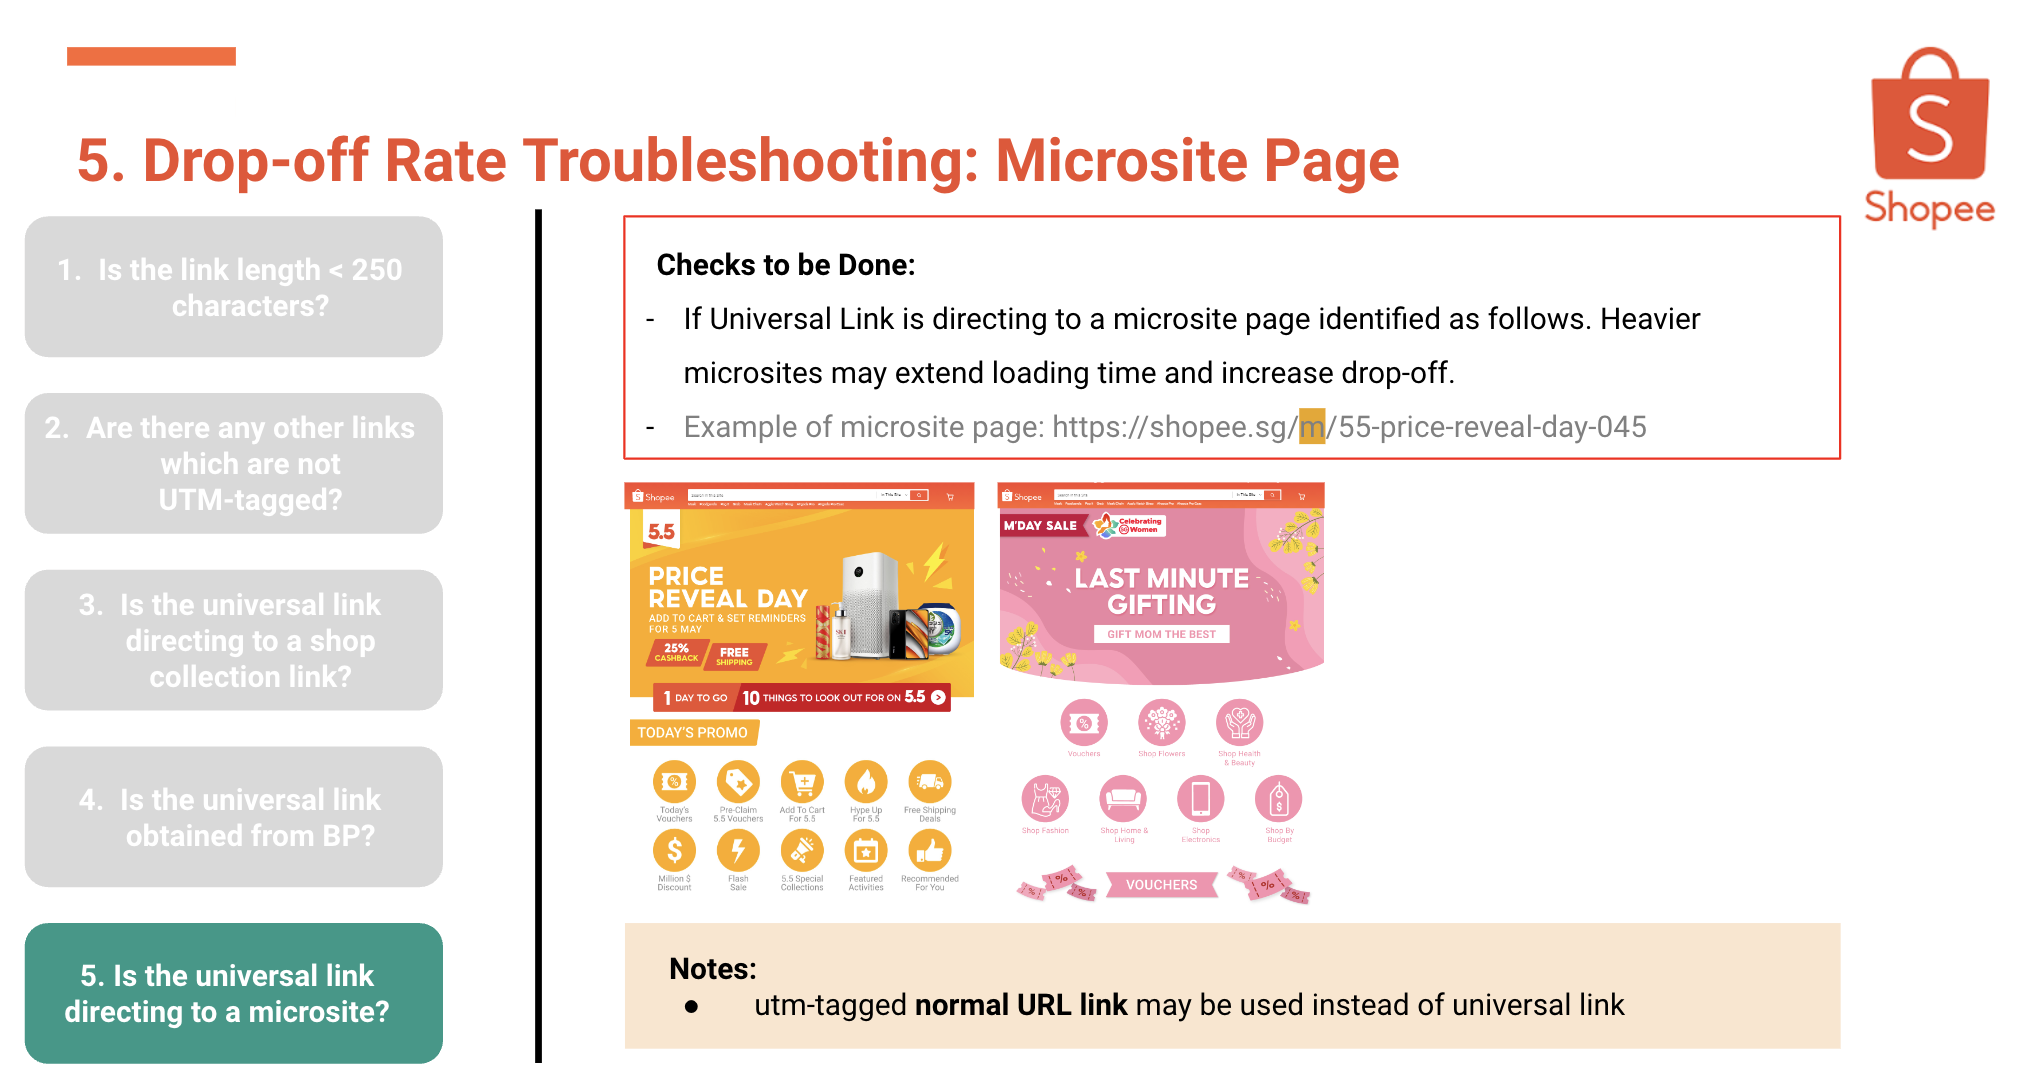 5. Drop-off Rate Troubleshooting: Microsite Page
Shopee
1. Is the link length < 250
characters?
2. Are there any other links
which are not
UTM-tagged?
3. Is the universal link
directing to a shop
collection link?
4. Is the universal link
obtained from BP?
5. Is the universal link
directing to a microsite?
Checks to be Done:
- If Universal Link is directing to a microsite page identified as follows. Heavier
microsites may extend loading time and increase drop-off.
- Example of microsite page: https://shopee.sg/m/55-price-reveal-day-045
Shopee
In This Site
5.5
PRICE
REVEAL DAY
ADD TO CART & SET REMINDERS
FOR 5 MAY
25%
CASHBACK
FREE
SHIPPING
1 DAY TO GO
10 THINGS TO LOOK OUT FOR ON 5.5
TODAY'S PROMO
Today's
Vouchers
Pre-Claim
5.5 Vouchers
Add To Cart
For 5.5
Hype Up
For 5.5
Free Shipping
Deals
Million $
Discount
Flash
Sale
5.5 Special
Collections
Featured
Activities
Recommended
For You
Shopee
In This Site
M'DAY SALE
Celebrating
Women
LAST MINUTE
GIFTING
GIFT MOM THE BEST
Vouchers
Shop Flowers
Shop Health
& Beauty
Shop Fashion
Shop Home &
Living
Shop
Electronics
Shop By
Budget
VOUCHERS
Notes:
● utm-tagged normal URL link may be used instead of universal link